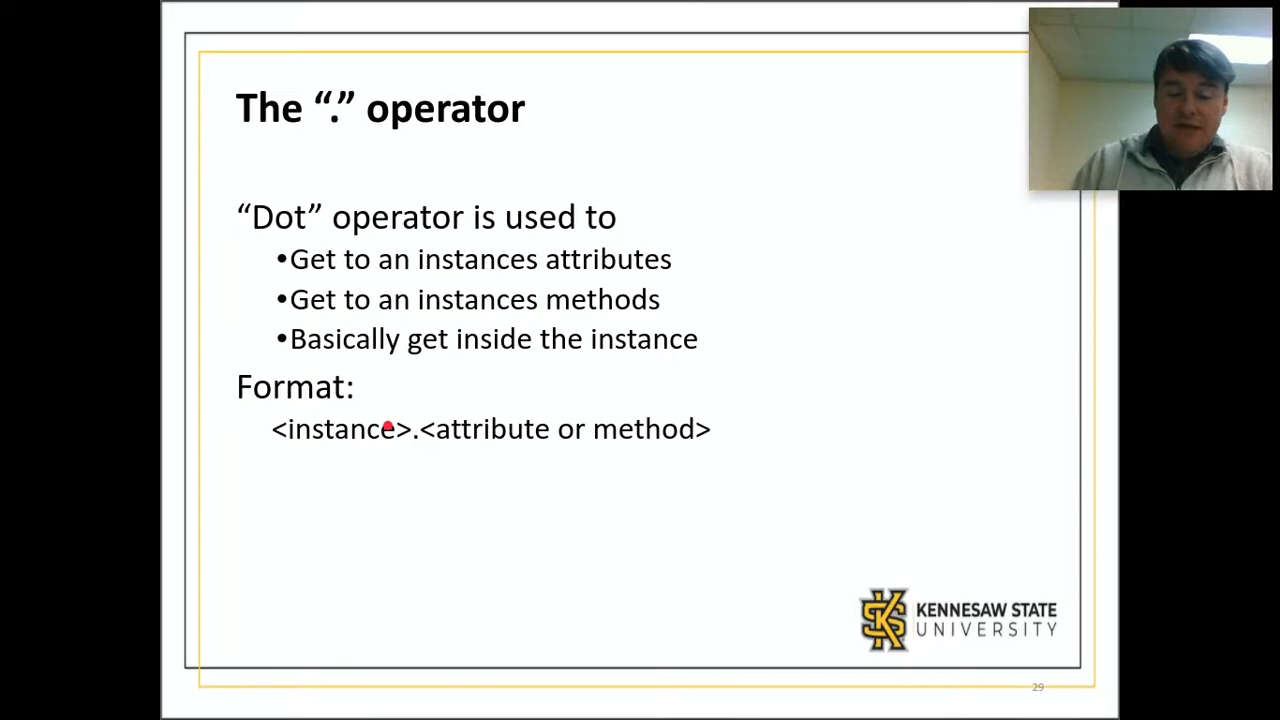 The “.” operator
“Dot” operator is used to
•Get to an instances attributes
•Get to an instances methods
•Basically get inside the instance
Format:
<instance>.<attribute or method>
KENNESAW STATE
UNIVERSITY
29